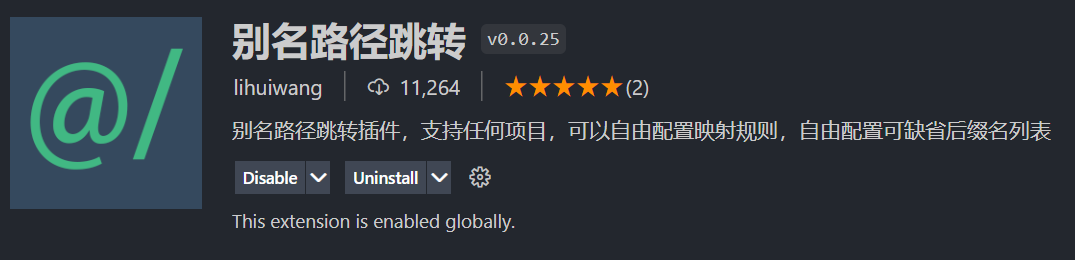 @/
别名路径跳转 v0.0.25
lihuiwang 11,264 ★★★★★(2)
别名路径跳转插件，支持任何项目，可以自由配置映射规则，自由配置可缺省后缀名列表
Disable Uninstall
This extension is enabled globally.